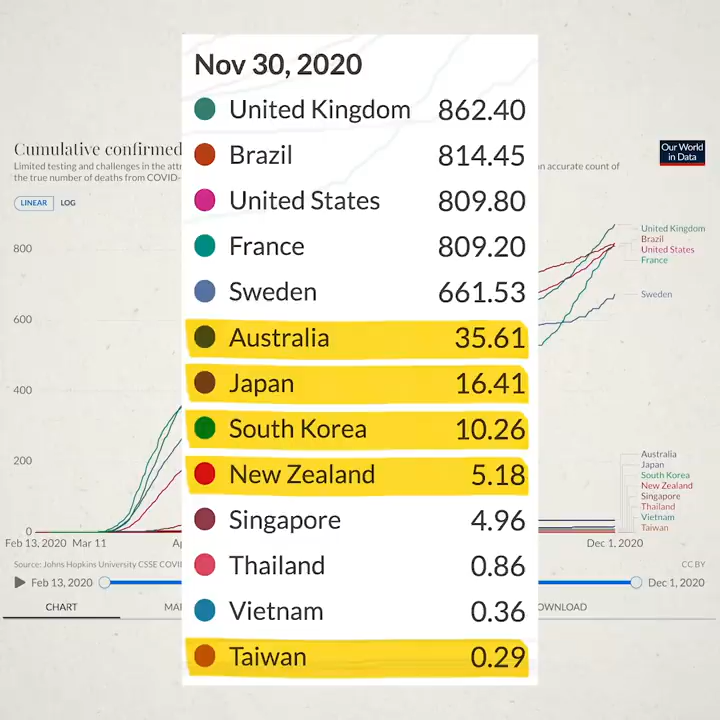 Nov 30, 2020
United Kingdom 862.40
Brazil 814.45
United States 809.80
France 809.20
Sweden 661.53
Australia 35.61
Japan 16.41
South Korea 10.26
New Zealand 5.18
Singapore 4.96
Thailand 0.86
Vietnam 0.36
Taiwan 0.29
Cumulative confirmed
Limited testing and challenges in the
an accurate count of
the true number of deaths from COVID-
Our World
in Data
LINEAR LOG
800
600
400
200
0
Feb 13, 2020 Mar 11
Dec 1, 2020
United Kingdom
Brazil
United States
France
Sweden
Australia
Japan
South Korea
New Zealand
Singapore
Thailand
Vietnam
Taiwan
Source: Johns Hopkins University CSSE
CC BY
Feb 13, 2020
Dec 1, 2020
CHART